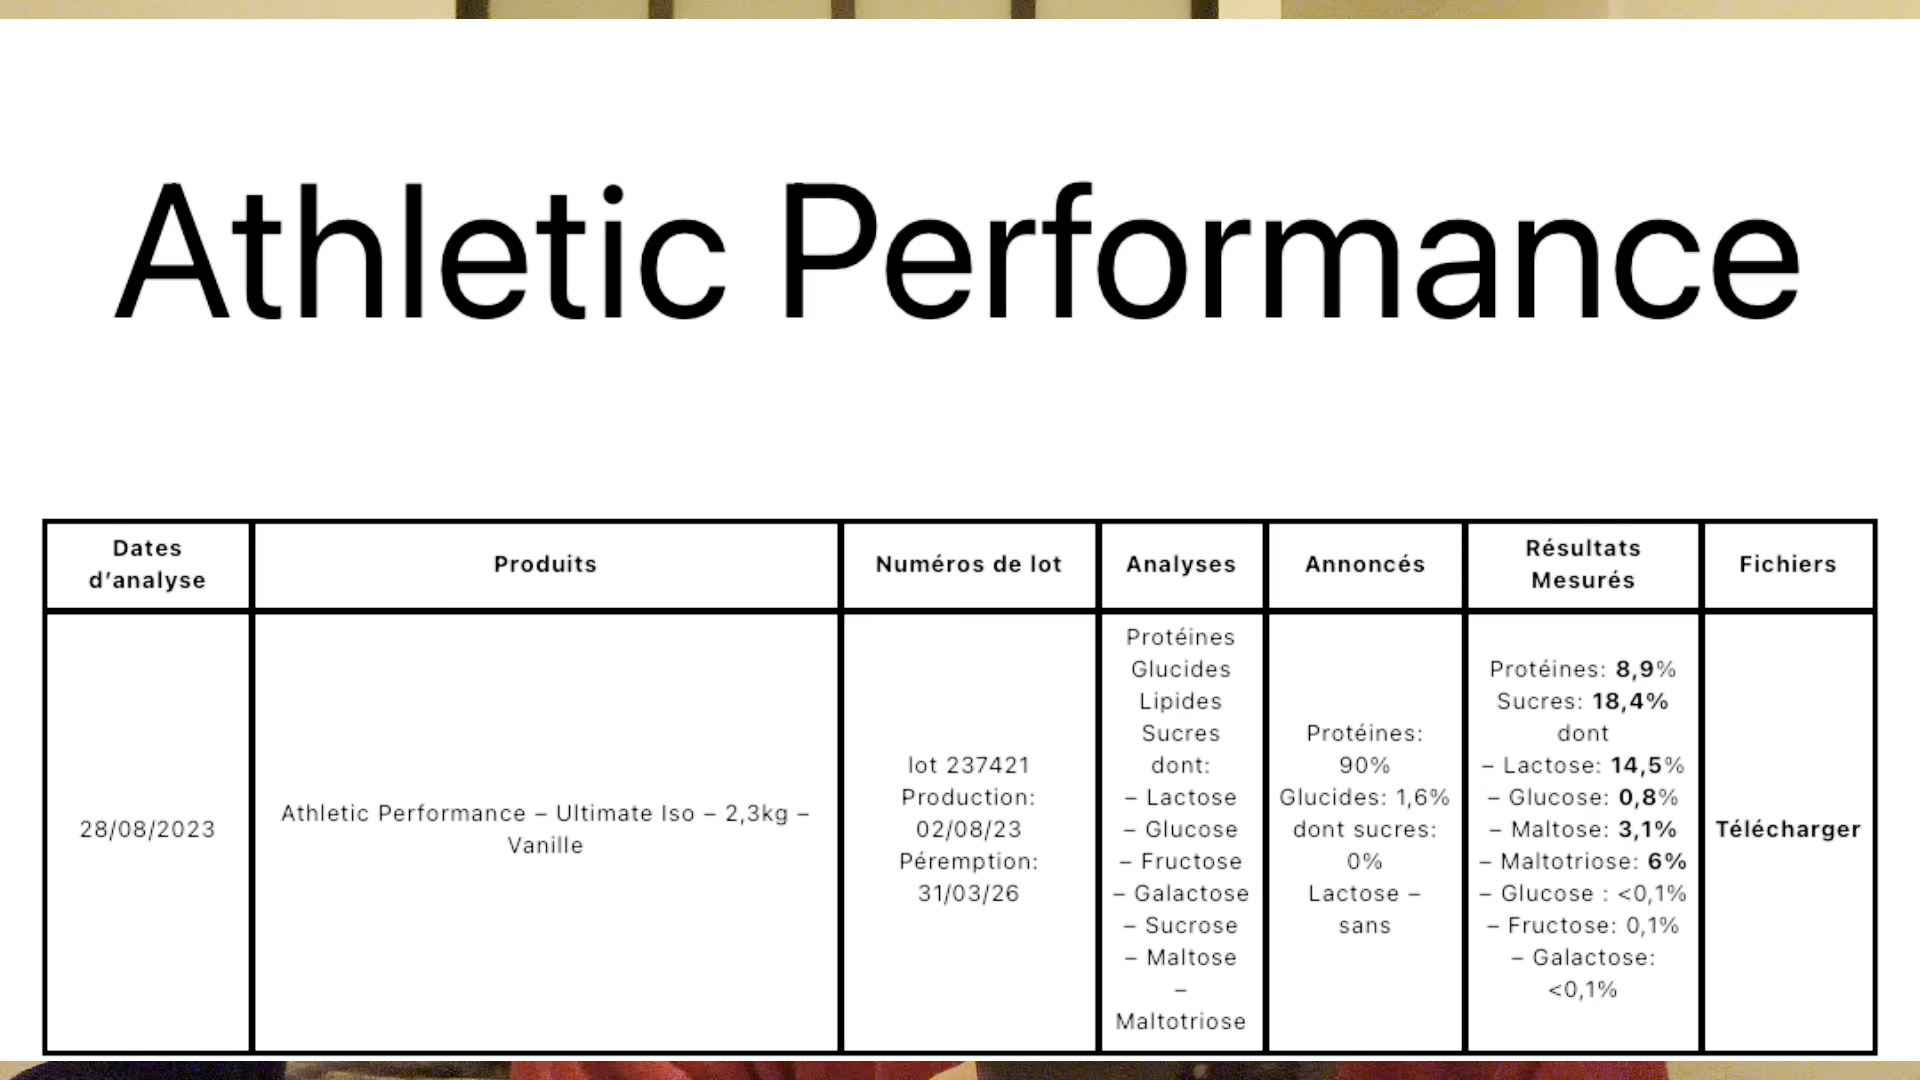 Athletic Performance
Dates
d’analyse
Produits
Numéros de lot
Analyses
Annoncés
Résultats
Mesurés
Fichiers
28/08/2023
Athletic Performance – Ultimate Iso – 2,3kg –
Vanille
lot 237421
Production:
02/08/23
Péremption:
31/03/26
Protéines
Glucides
Lipides
Sucres
dont:
– Lactose
– Glucose
– Fructose
– Galactose
– Sucrose
– Maltose
–
Maltotriose
Protéines:
90%
Glucides: 1,6%
dont sucres:
0%
Lactose –
sans
Protéines: 8,9%
Sucres: 18,4%
dont
– Lactose: 14,5%
– Glucose: 0,8%
– Maltose: 3,1%
– Maltotriose: 6%
– Glucose : <0,1%
– Fructose: 0,1%
– Galactose:
<0,1%
Télécharger